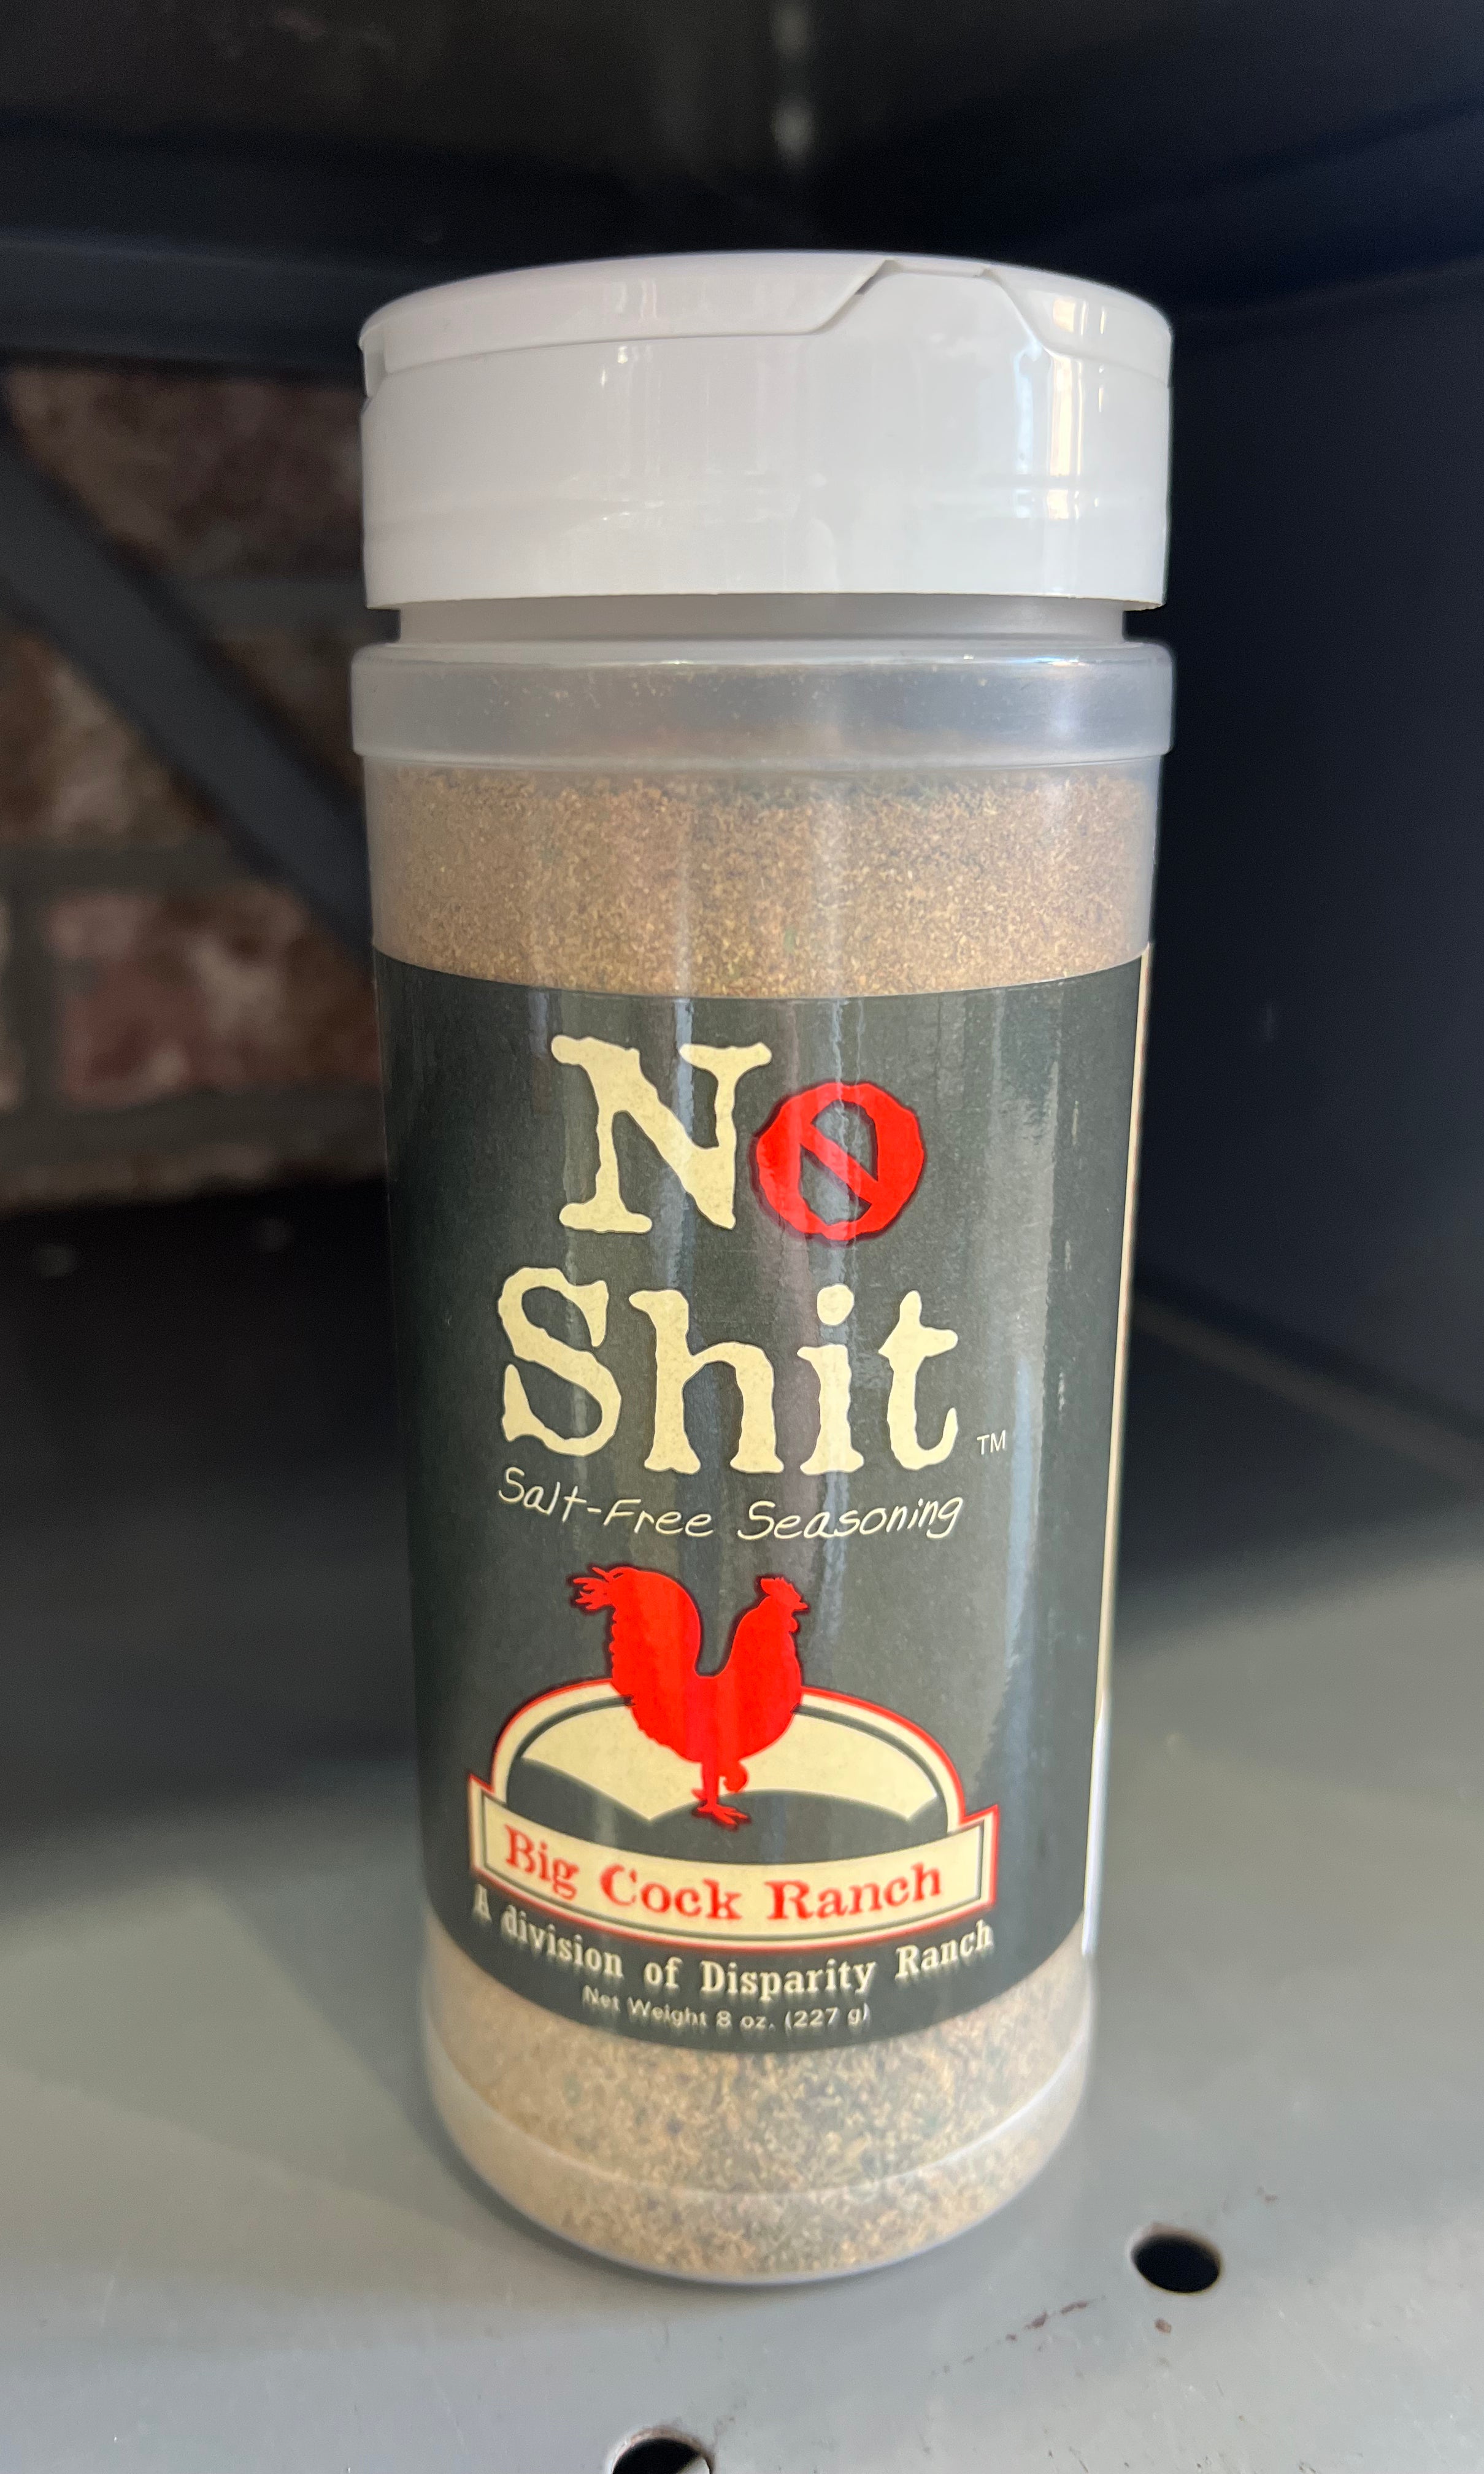 No
Shit™
Salt-Free Seasoning
Big Cock Ranch
A division of Disparity Ranch
Net Weight 8 oz. (227 g)